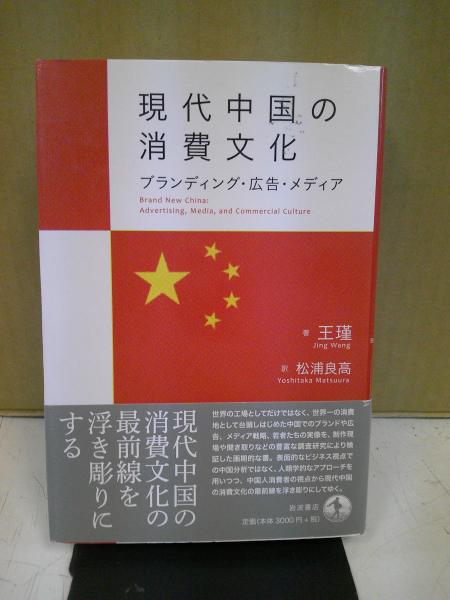 現代中国の
消費文化
ブランディング・広告・メディア
Brand New China:
Advertising, Media, and Commercial Culture
著 王瑾
Jing Wang
訳 松浦良高
Yoshitaka Matsuura
現代中国の
消費文化の
最前線を
浮き彫りに
する
世界の工場としてだけではなく、世界一の消費
地として台頭しはじめた中国でのブランドや広
告、メディア戦略、若者たちの実像を、制作現
場や聞き取りなどの豊富な調査研究により検
証した画期的な書。表面的なビジネス視点で
の中国分析ではなく、人類学的なアプローチを
用いつつ、中国人消費者の視点から現代中国
の消費文化の最前線を浮き彫りにしてゆく。
岩波書店
定価(本体3000円+税)